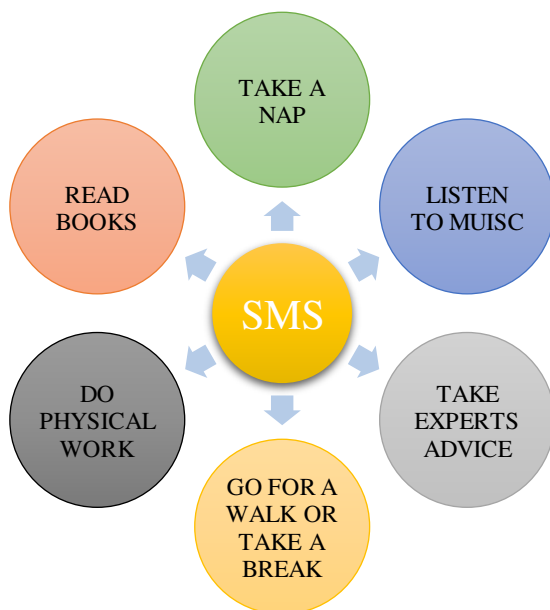 TAKE A
NAP
LISTEN
TO MUISC
TAKE
EXPERTS
ADVICE
GO FOR A
WALK OR
TAKE A
BREAK
DO
PHYSICAL
WORK
READ
BOOKS
SMS